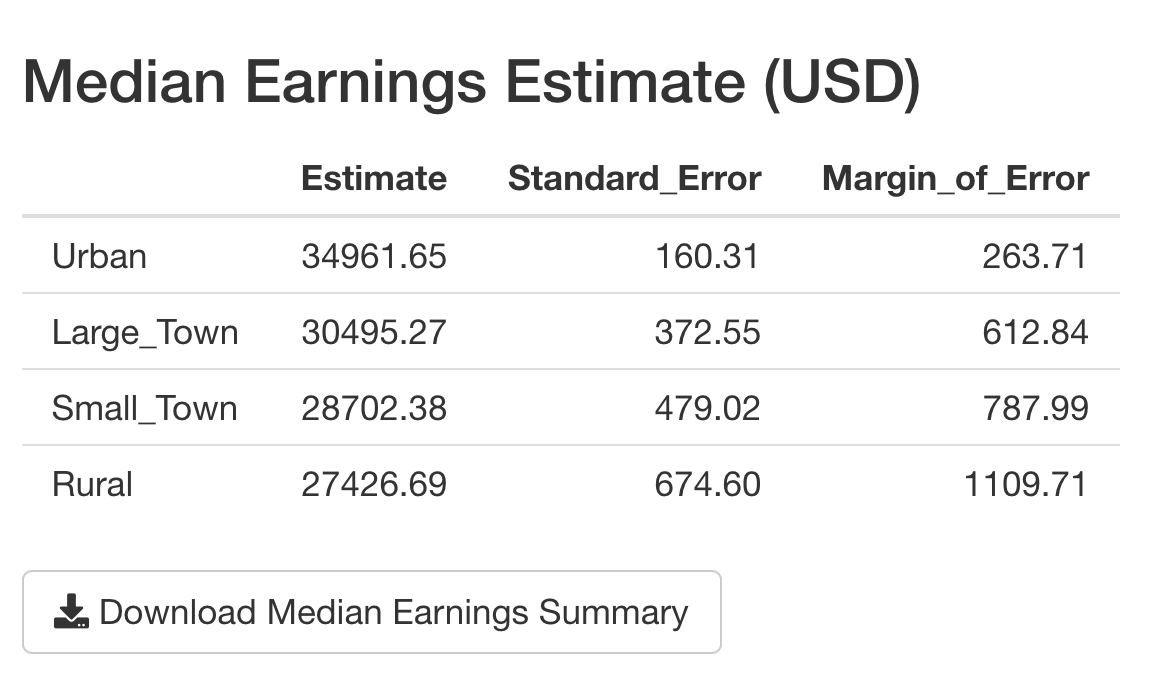 Median Earnings Estimate (USD)
Estimate Standard_Error Margin_of_Error
Urban 34961.65 160.31 263.71
Large_Town 30495.27 372.55 612.84
Small_Town 28702.38 479.02 787.99
Rural 27426.69 674.60 1109.71
Download Median Earnings Summary